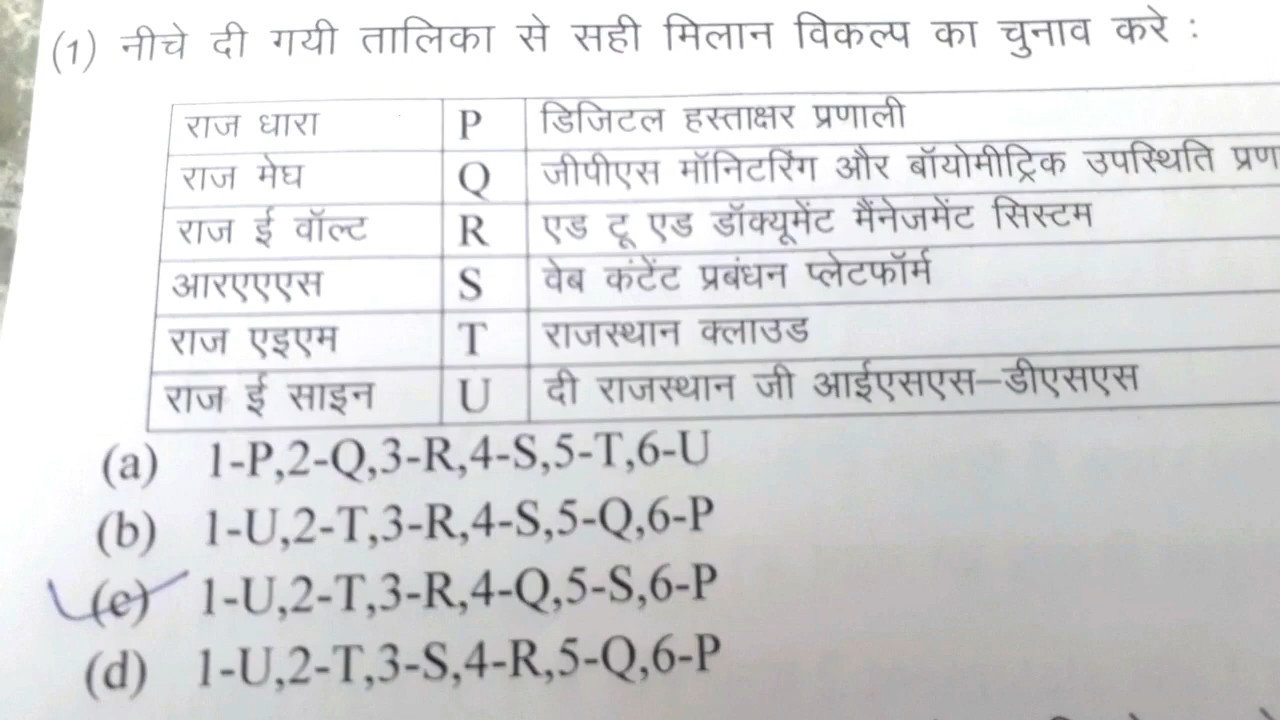 (1) नीचे दी गयी तालिका से सही मिलान विकल्प का चुनाव करे :
राज धारा P डिजिटल हस्ताक्षर प्रणाली
राज मेघ Q जीपीएस मॉनिटरिंग और बॉयोमीट्रिक उपस्थिति प्रण
राज ई वॉल्ट R एड टू एड डॉक्यूमेंट मैंनेजमेंट सिस्टम
आरएएएस S वेब कंटेंट प्रबंधन प्लेटफॉर्म
राज एइएम T राजस्थान क्लाउड
राज ई साइन U दी राजस्थान जी आईएसएस–डीएसएस
(a) 1-P,2-Q,3-R,4-S,5-T,6-U
(b) 1-U,2-T,3-R,4-S,5-Q,6-P
(c) 1-U,2-T,3-R,4-Q,5-S,6-P
(d) 1-U,2-T,3-S,4-R,5-Q,6-P